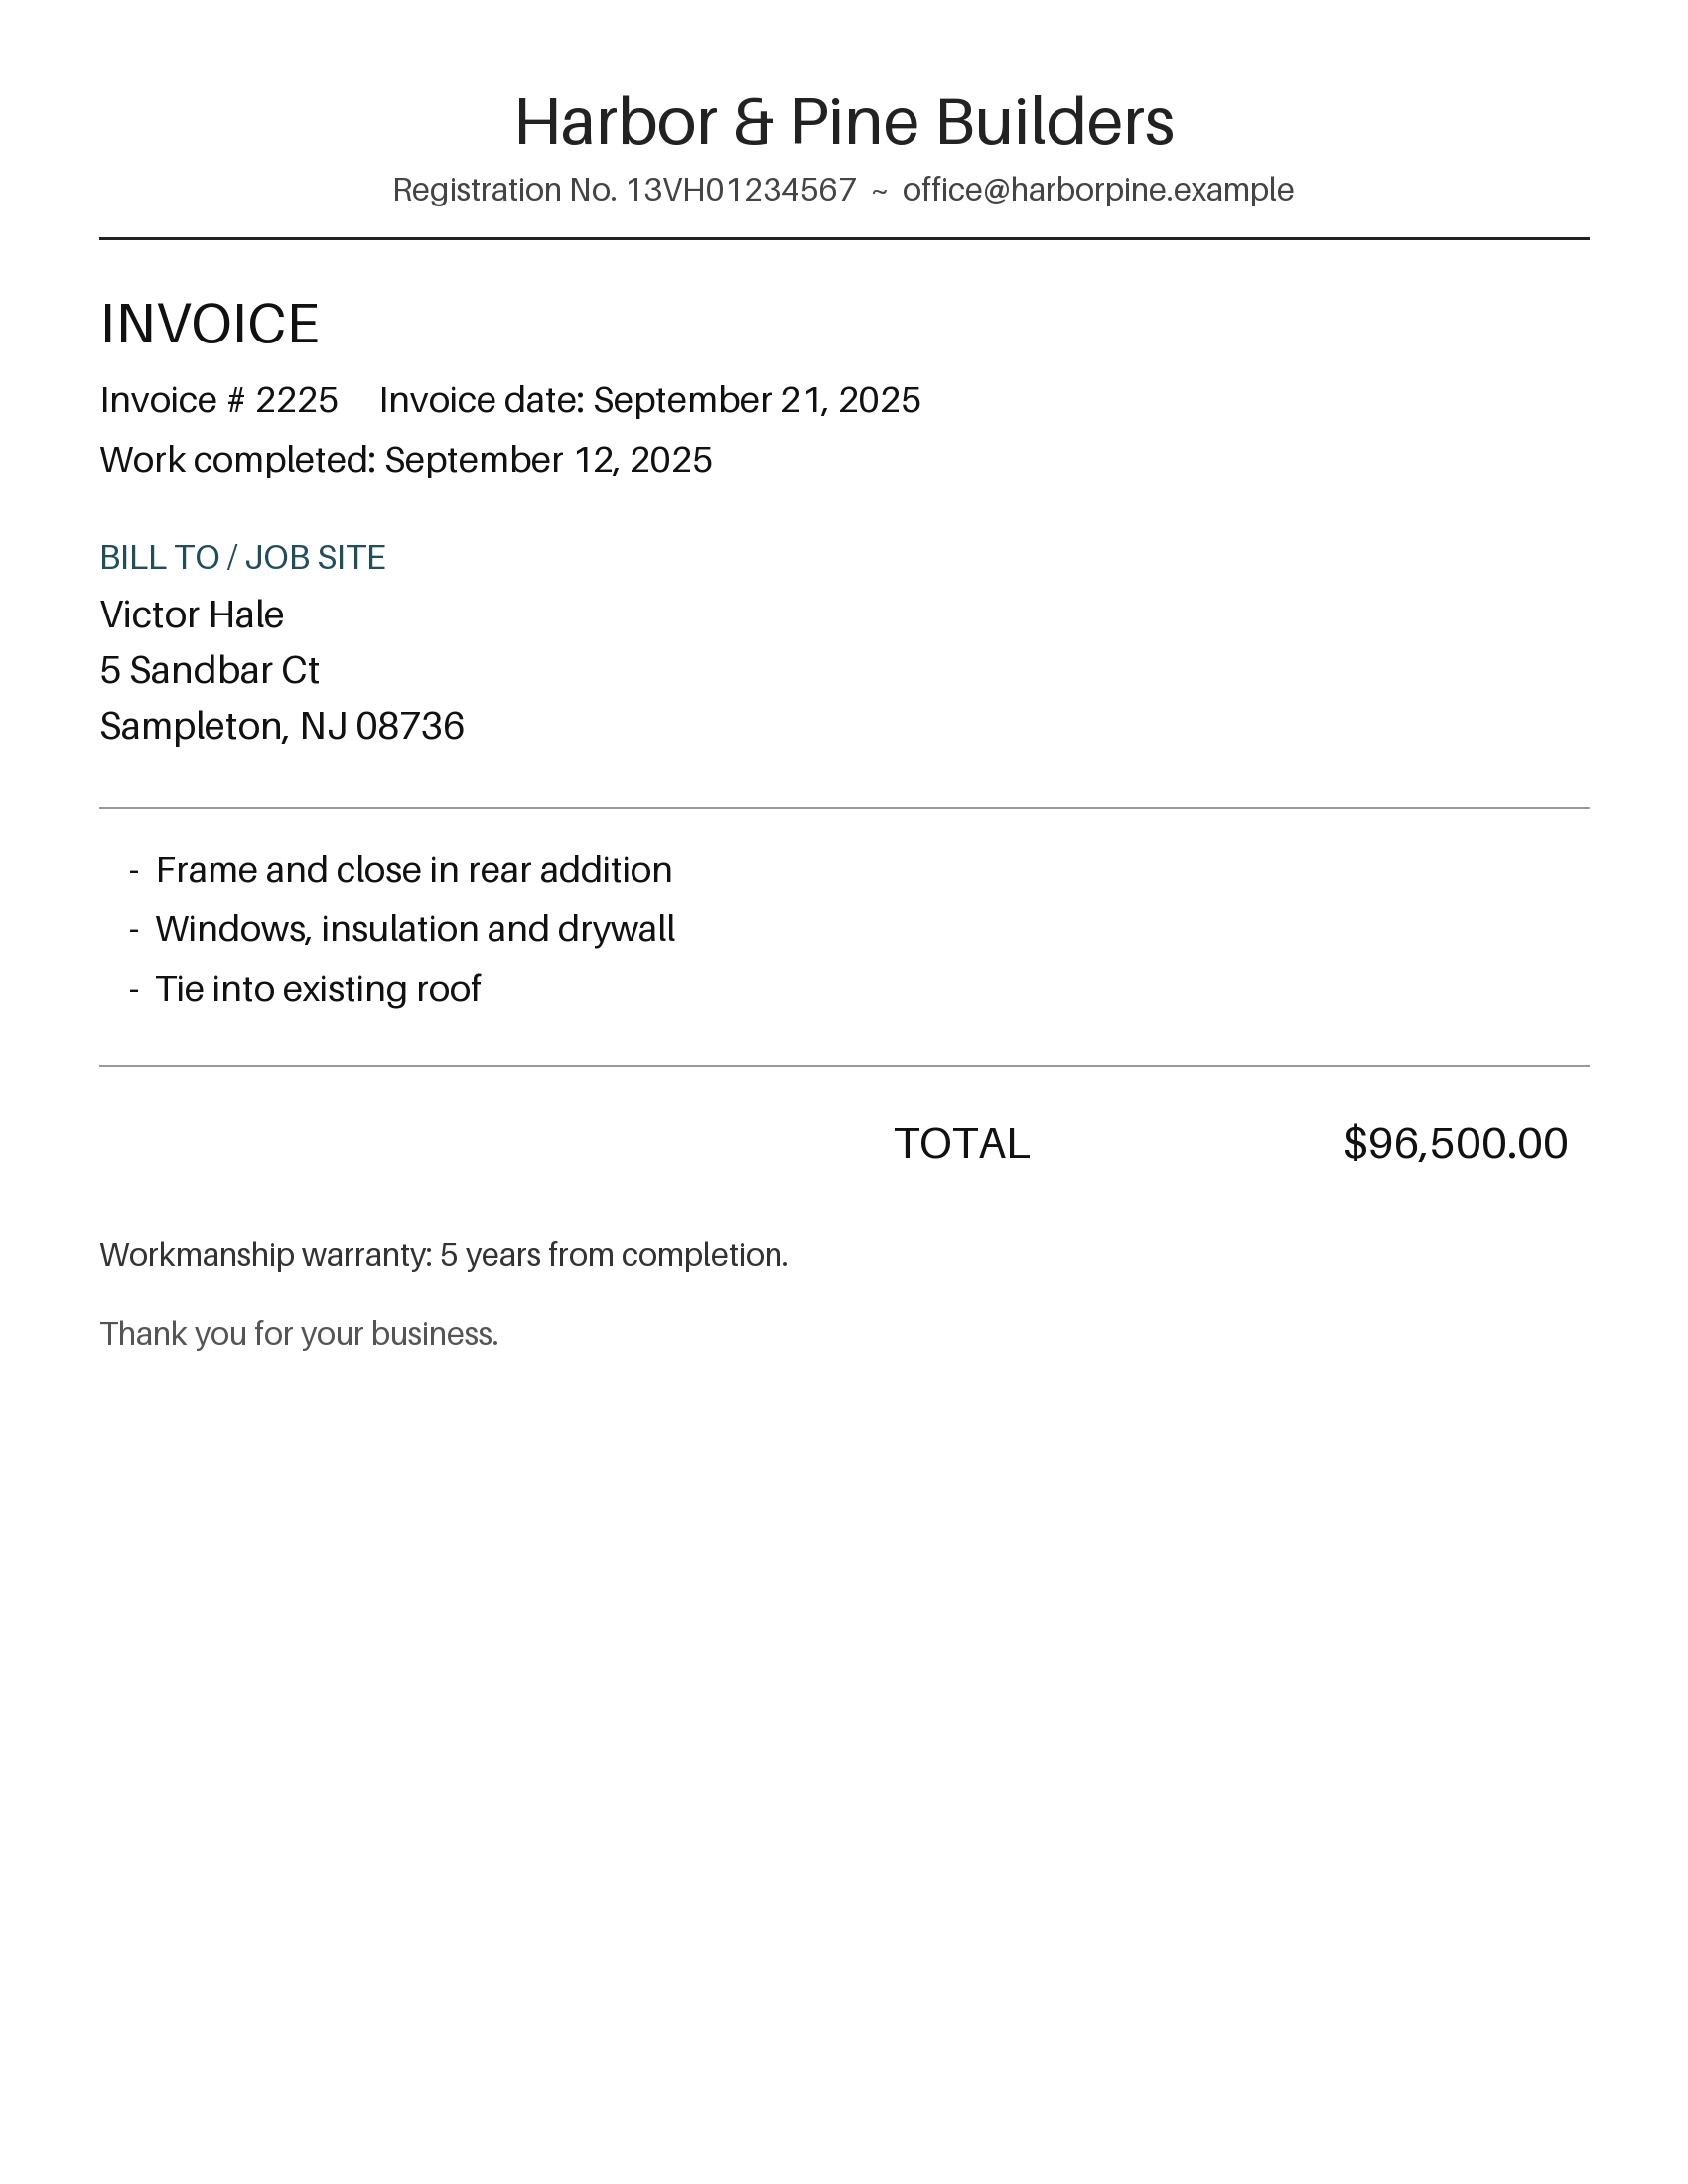 Harbor & Pine Builders
Registration No. 13VH01234567 ~ office@harborpine.example
INVOICE
Invoice # 2225 Invoice date: September 21, 2025
Work completed: September 12, 2025
BILL TO / JOB SITE
Victor Hale
5 Sandbar Ct
Sampleton, NJ 08736
- Frame and close in rear addition
- Windows, insulation and drywall
- Tie into existing roof
TOTAL $96,500.00
Workmanship warranty: 5 years from completion.
Thank you for your business.